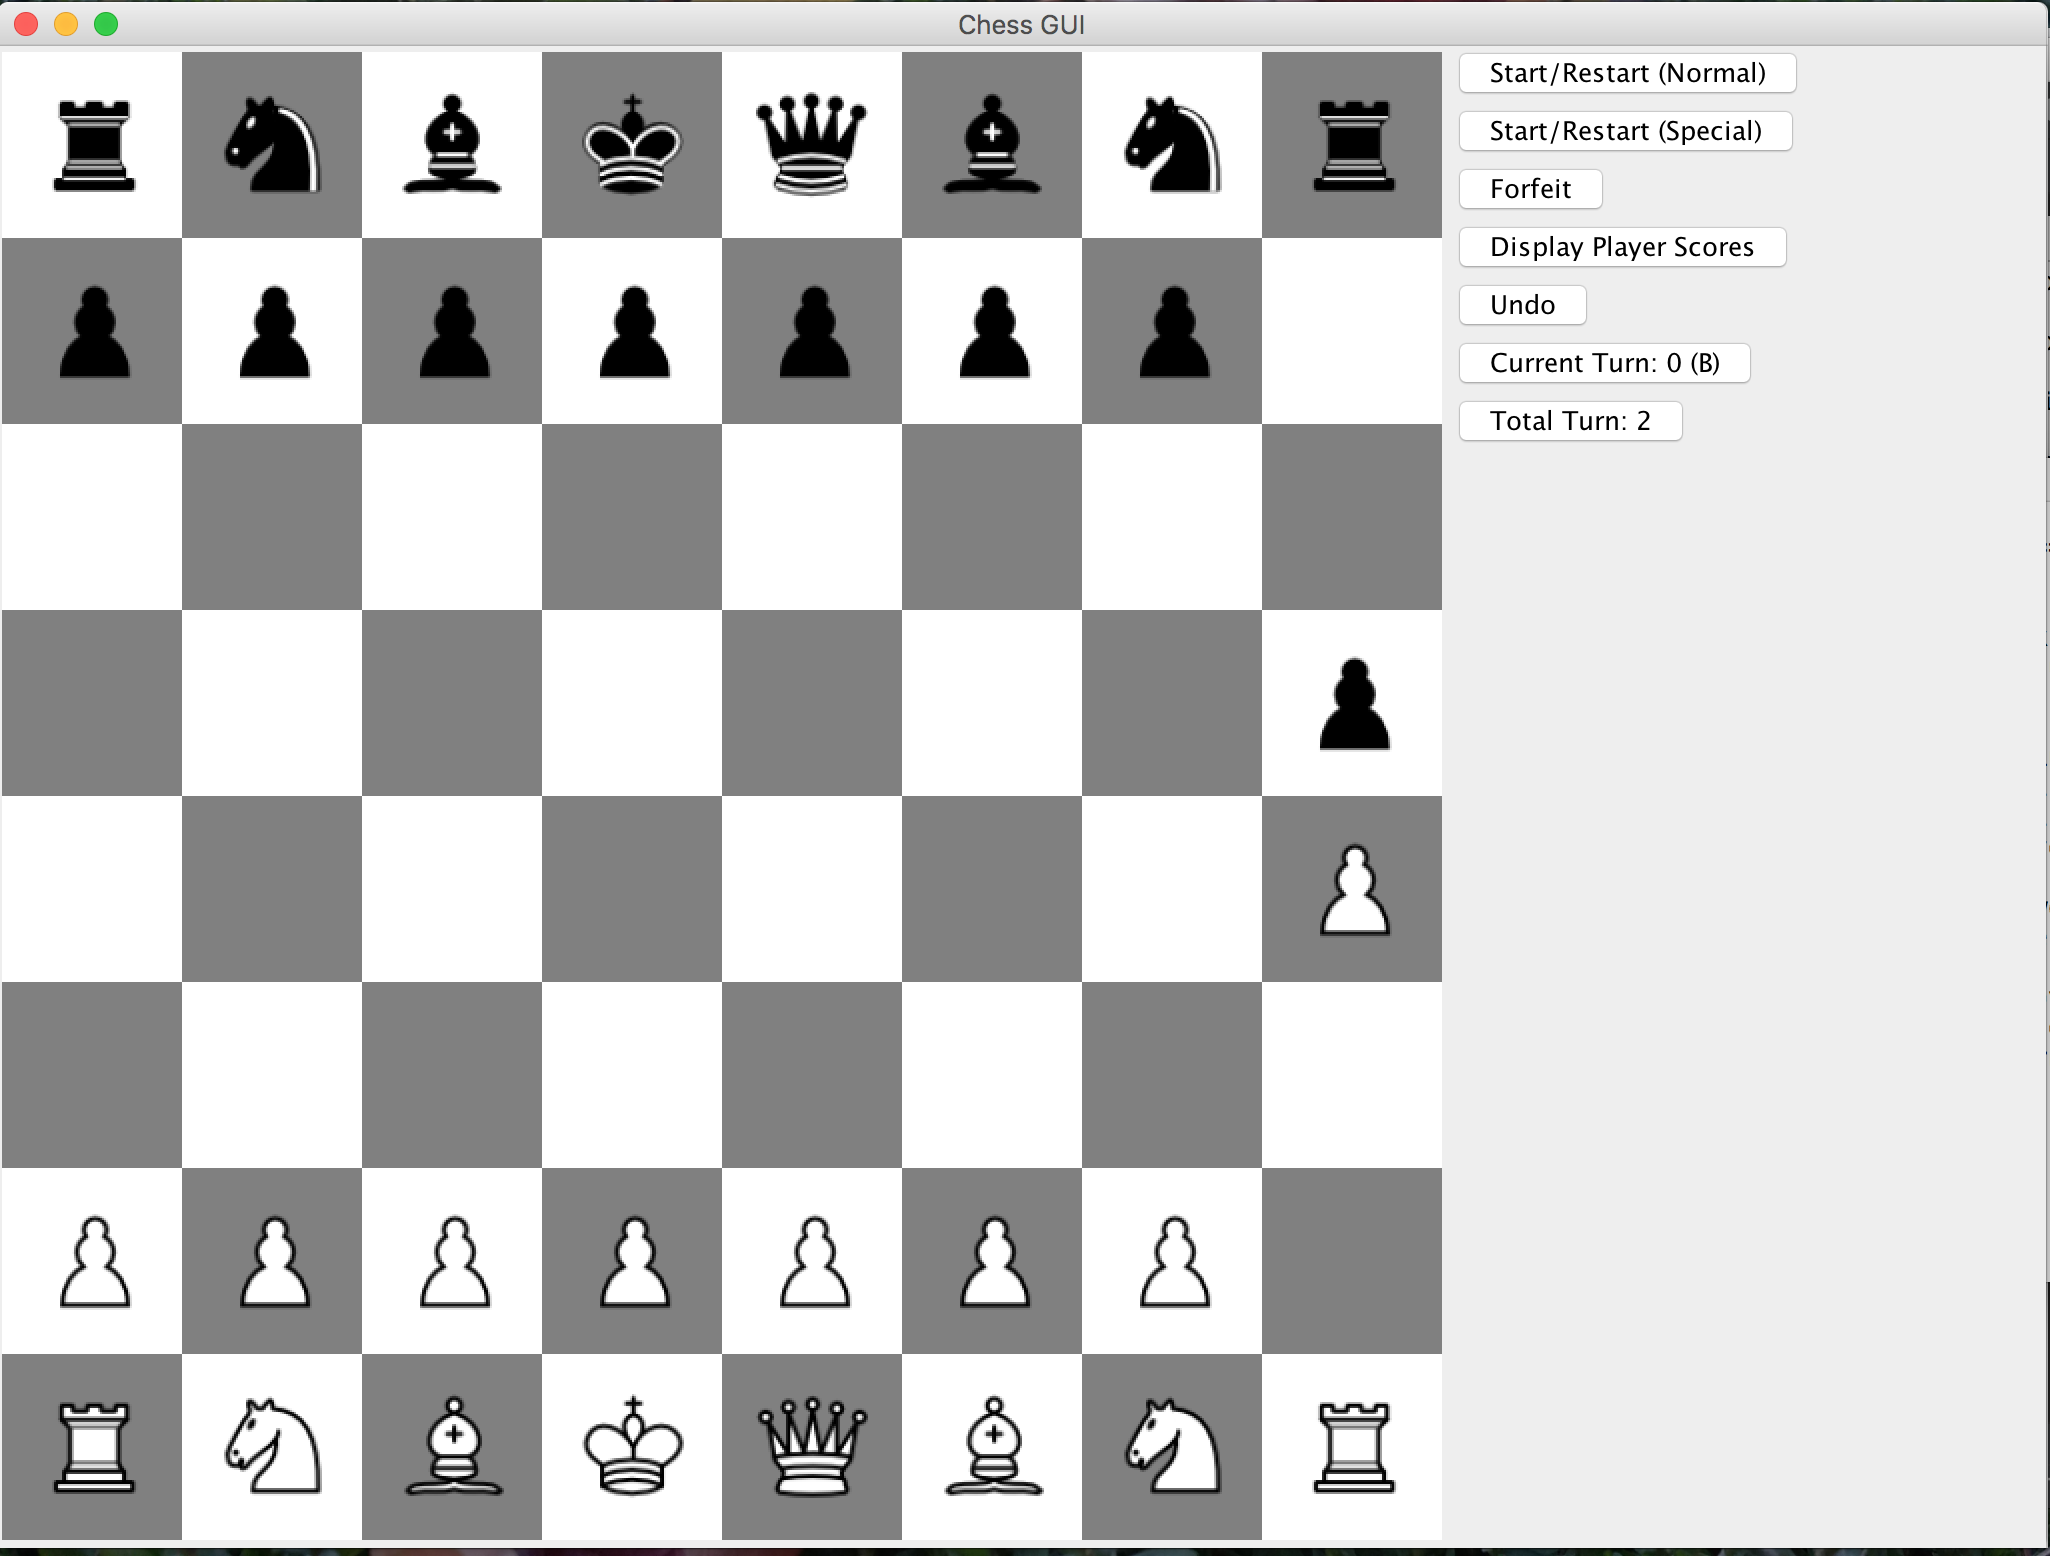 Chess GUI
Start/Restart (Normal)
Start/Restart (Special)
Forfeit
Display Player Scores
Undo
Current Turn: 0 (B)
Total Turn: 2